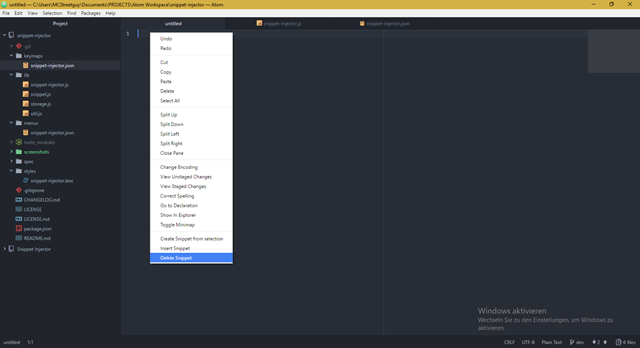 untitled — C:\Users\MCStreetguy\Documents\PROJECTS\Atom Workspace\snippet-injector — Atom
File Edit View Selection Find Packages Help
Project
untitled
snippet-injector.js
snippet-injector.json
snippet-injector
.git
keymaps
snippet-injector.json
lib
snippet-injector.js
snippet.js
storage.js
util.js
menus
snippet-injector.json
node_modules
screenshots
spec
styles
snippet-injector.less
.gitignore
CHANGELOG.md
LICENSE
LICENSE.md
package.json
README.md
Snippet Injector
1
Undo
Redo
Cut
Copy
Paste
Delete
Select All
Split Up
Split Down
Split Left
Split Right
Close Pane
Change Encoding
View Unstaged Changes
View Staged Changes
Correct Spelling
Go to Declaration
Show In Explorer
Toggle Minimap
Create Snippet from selection
Insert Snippet
Delete Snippet
Windows aktivieren
Wechseln Sie zu den Einstellungen, um Windows zu
aktivieren.
untitled 1:1 CRLF UTF-8 Plain Text dev 2 6 files